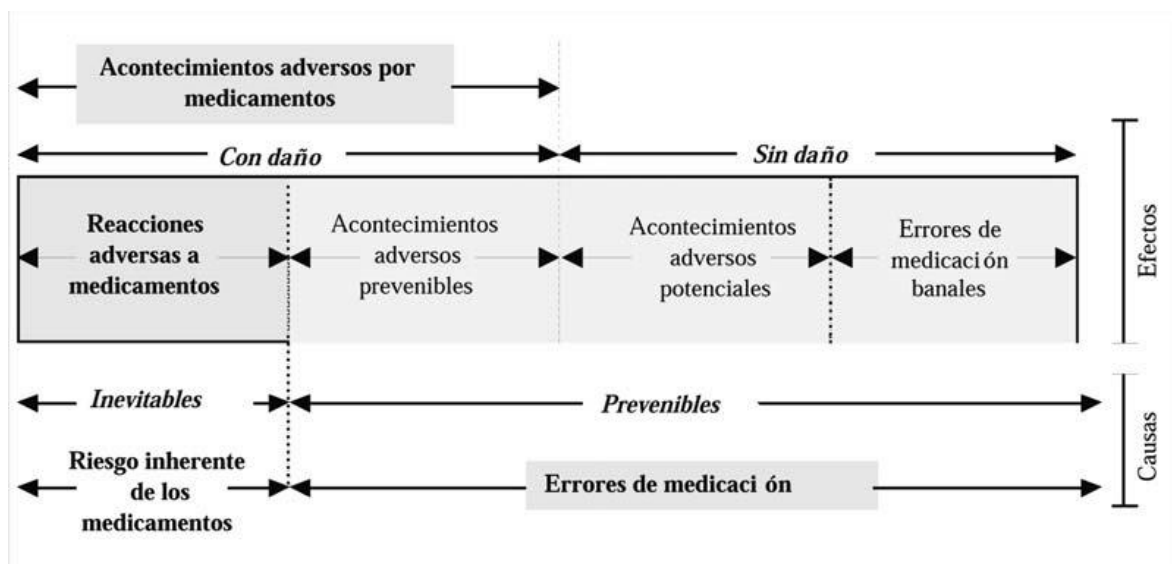 Acontecimientos adversos por
medicamentos
Con daño
Sin daño
Reacciones
adversas a
medicamentos
Acontecimientos
adversos
prevenibles
Acontecimientos
adversos
potenciales
Errores de
medicaci ón
banales
Efectos
Inevitables
Prevenibles
Riesgo inherente
de los
medicamentos
Errores de medicaci ón
Causas